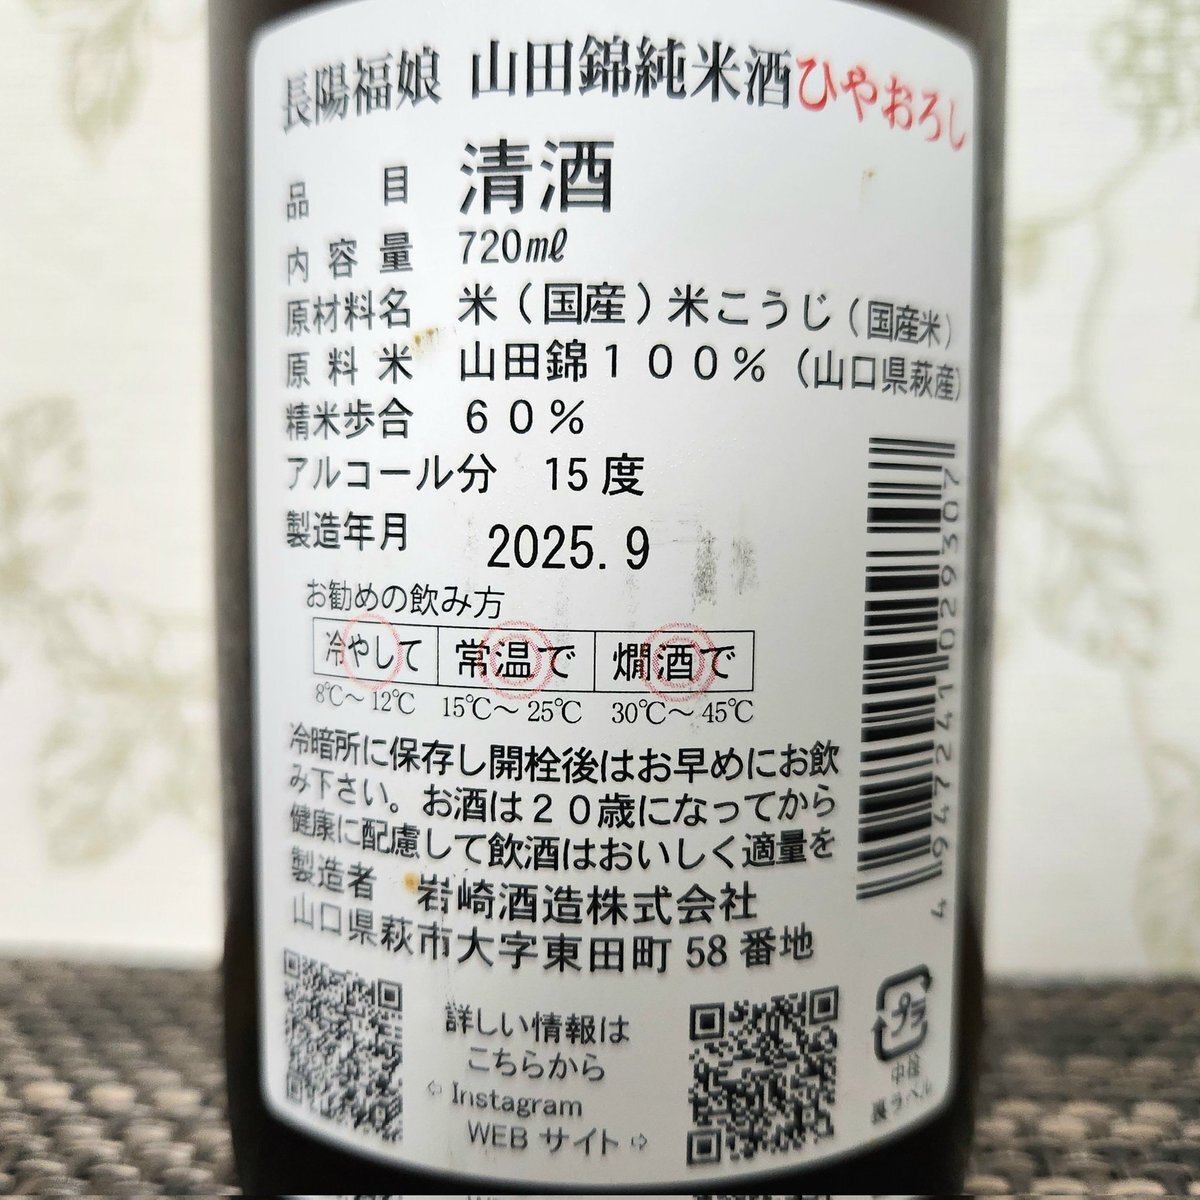 長陽福娘 山田錦純米酒ひやおろし
品目 清酒
内容量 720ml
原材料名 米(国産)米こうじ(国産米)
原料米 山田錦100%(山口県萩産)
精米歩合 60%
アルコール分 15度
製造年月 2025.9
お勧めの飲み方
冷やして 常温で 燗酒で
8℃~12℃ 15℃~25℃ 30℃~45℃
冷暗所に保存し開栓後はお早めにお飲
み下さい。お酒は20歳になってから
健康に配慮して飲酒はおいしく適量を
製造者 岩崎酒造株式会社
山口県萩市大字東田町58番地
4947241029307
詳しい情報は
こちらから
⇦ Instagram
WEB サイト ⇨
プラ
中栓
裏ラベル